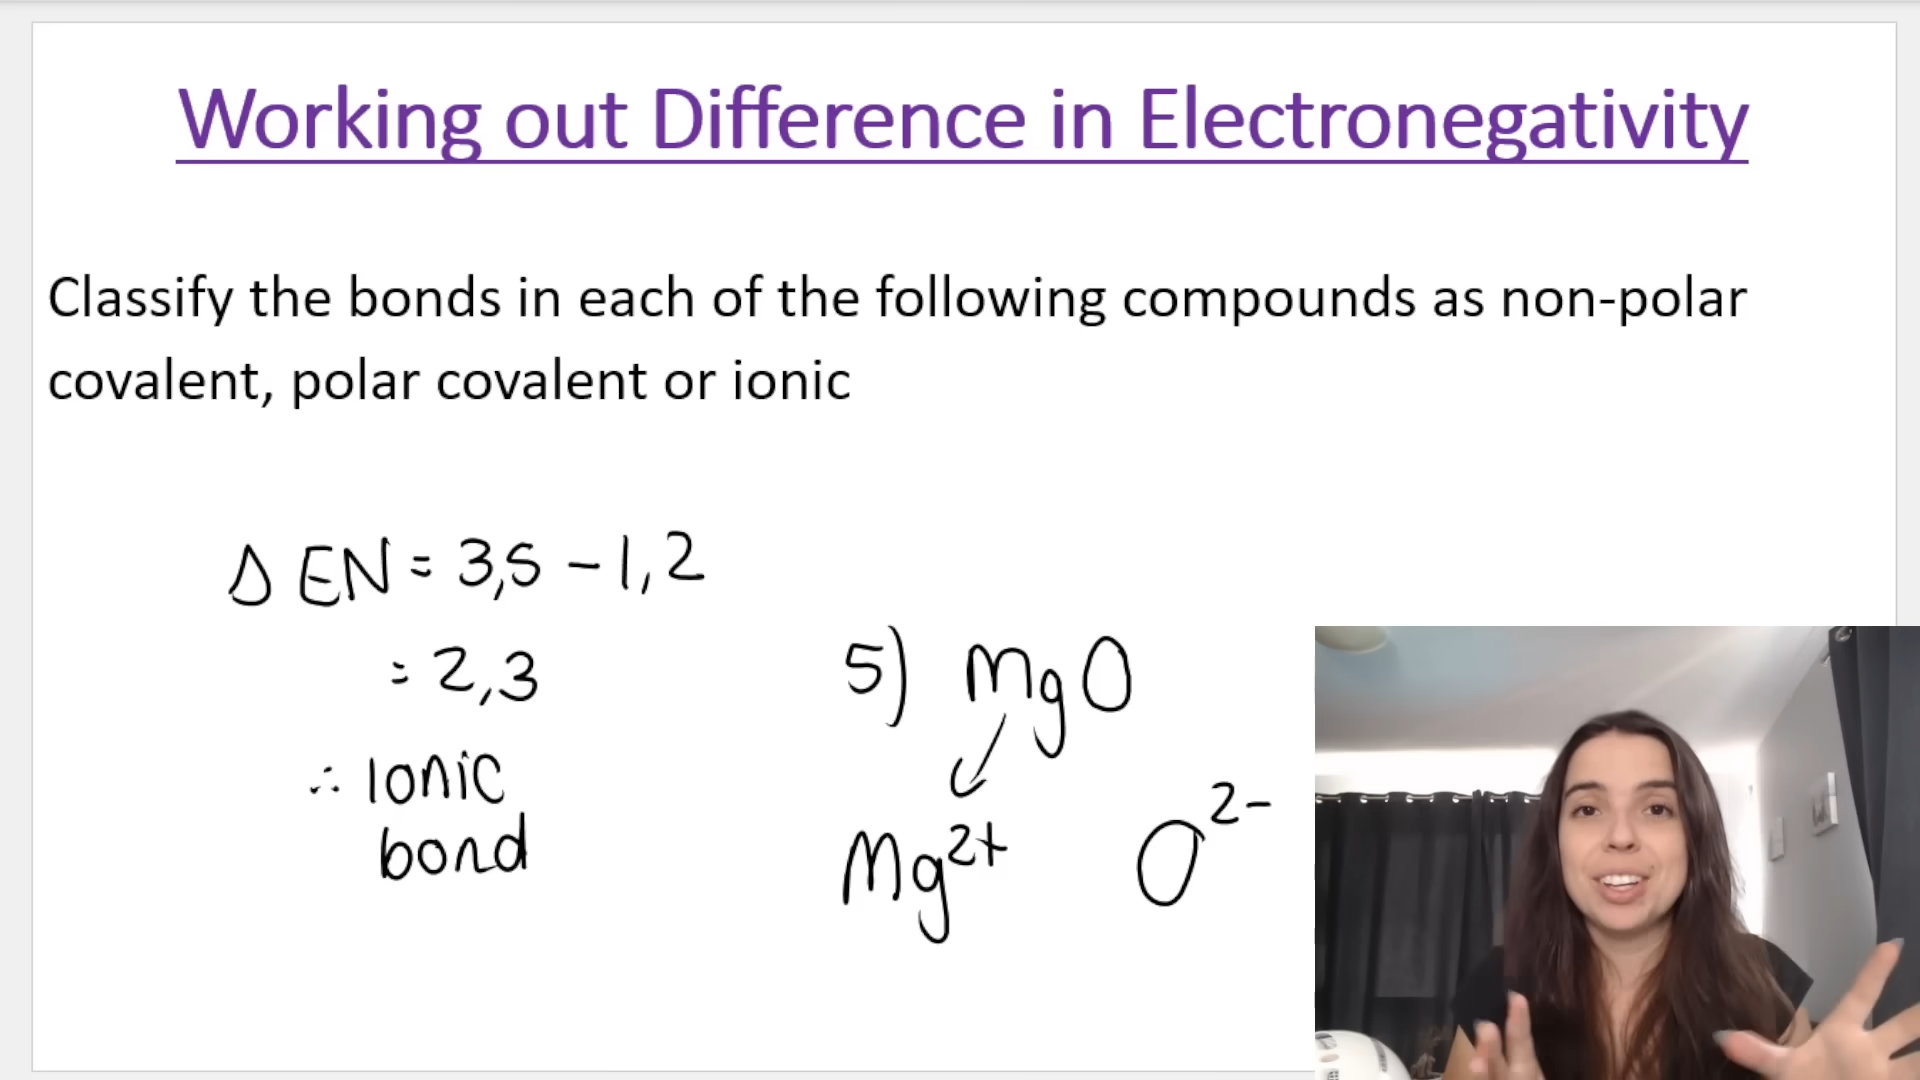 Working out Difference in Electronegativity
Classify the bonds in each of the following compounds as non-polar
covalent, polar covalent or ionic
Δ EN = 3,5 - 1,2
= 2,3
∴ Ionic
bond
5) MgO
Mg²⁺ O²⁻